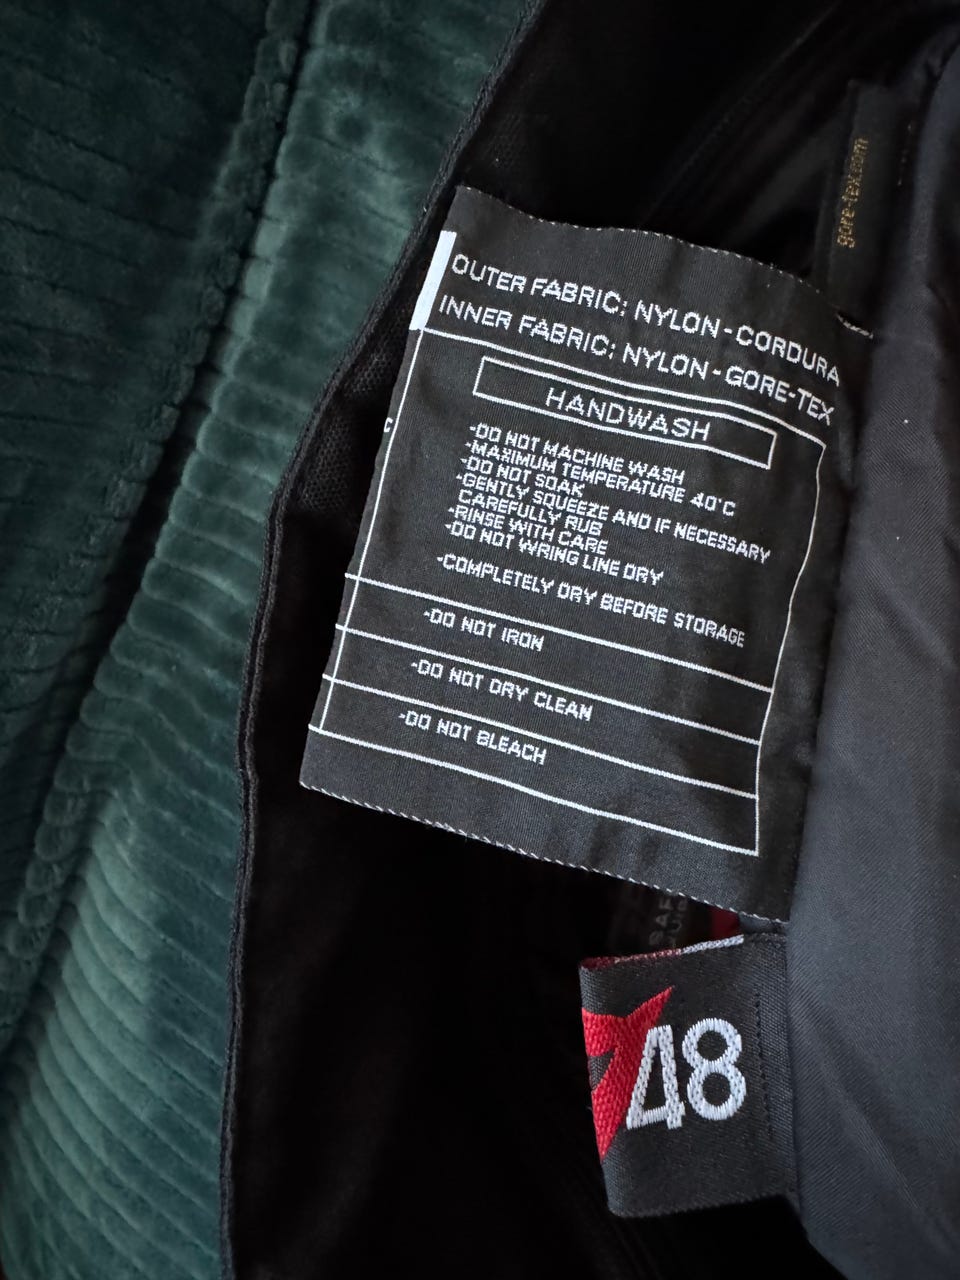 gore-tex.com
OUTER FABRIC: NYLON-CORDURA
INNER FABRIC: NYLON-GORE-TEX
HANDWASH
-DO NOT MACHINE WASH
-MAXIMUM TEMPERATURE 40°C
-DO NOT SOAK
-GENTLY SQUEEZE AND IF NECESSARY
CAREFULLY RUB
-RINSE WITH CARE
-DO NOT WRING LINE DRY
-COMPLETELY DRY BEFORE STORAGE
-DO NOT IRON
-DO NOT DRY CLEAN
-DO NOT BLEACH
48